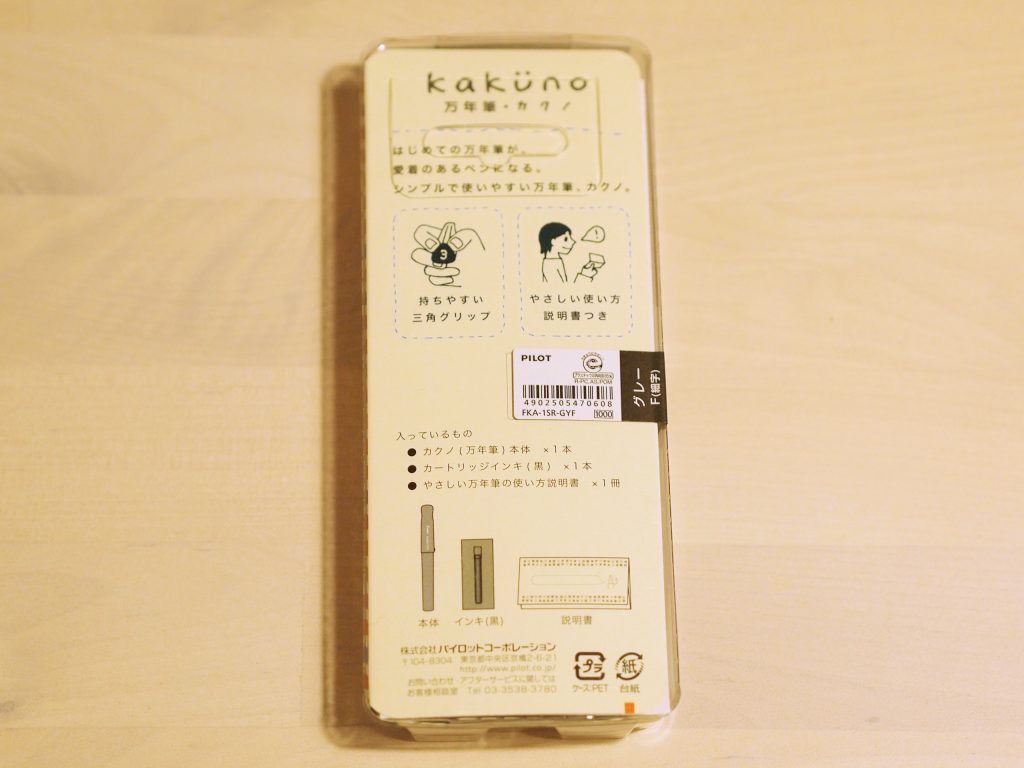 kaküno
万年筆・カクノ
はじめての万年筆が、
愛着のあるペンになる。
シンプルで使いやすい万年筆、カクノ。
3
!
持ちやすい
三角グリップ
やさしい使い方
説明書つき
PILOT
R-PC,AS,POM
4902505470608
FKA-1SR-GYF 1000
グレー
F(細字)
入っているもの
● カクノ(万年筆)本体 ×1本
● カートリッジインキ(黒) ×1本
● やさしい万年筆の使い方説明書 ×1冊
本体
インキ(黒)
説明書
株式会社パイロットコーポレーション
〒104-8304 東京都中央区京橋2-6-21
http://www.pilot.co.jp/
お問い合わせ・アフターサービスに関しては
お客様相談室 Tel 03-3538-3780
プラ
ケース:PET
紙
台紙